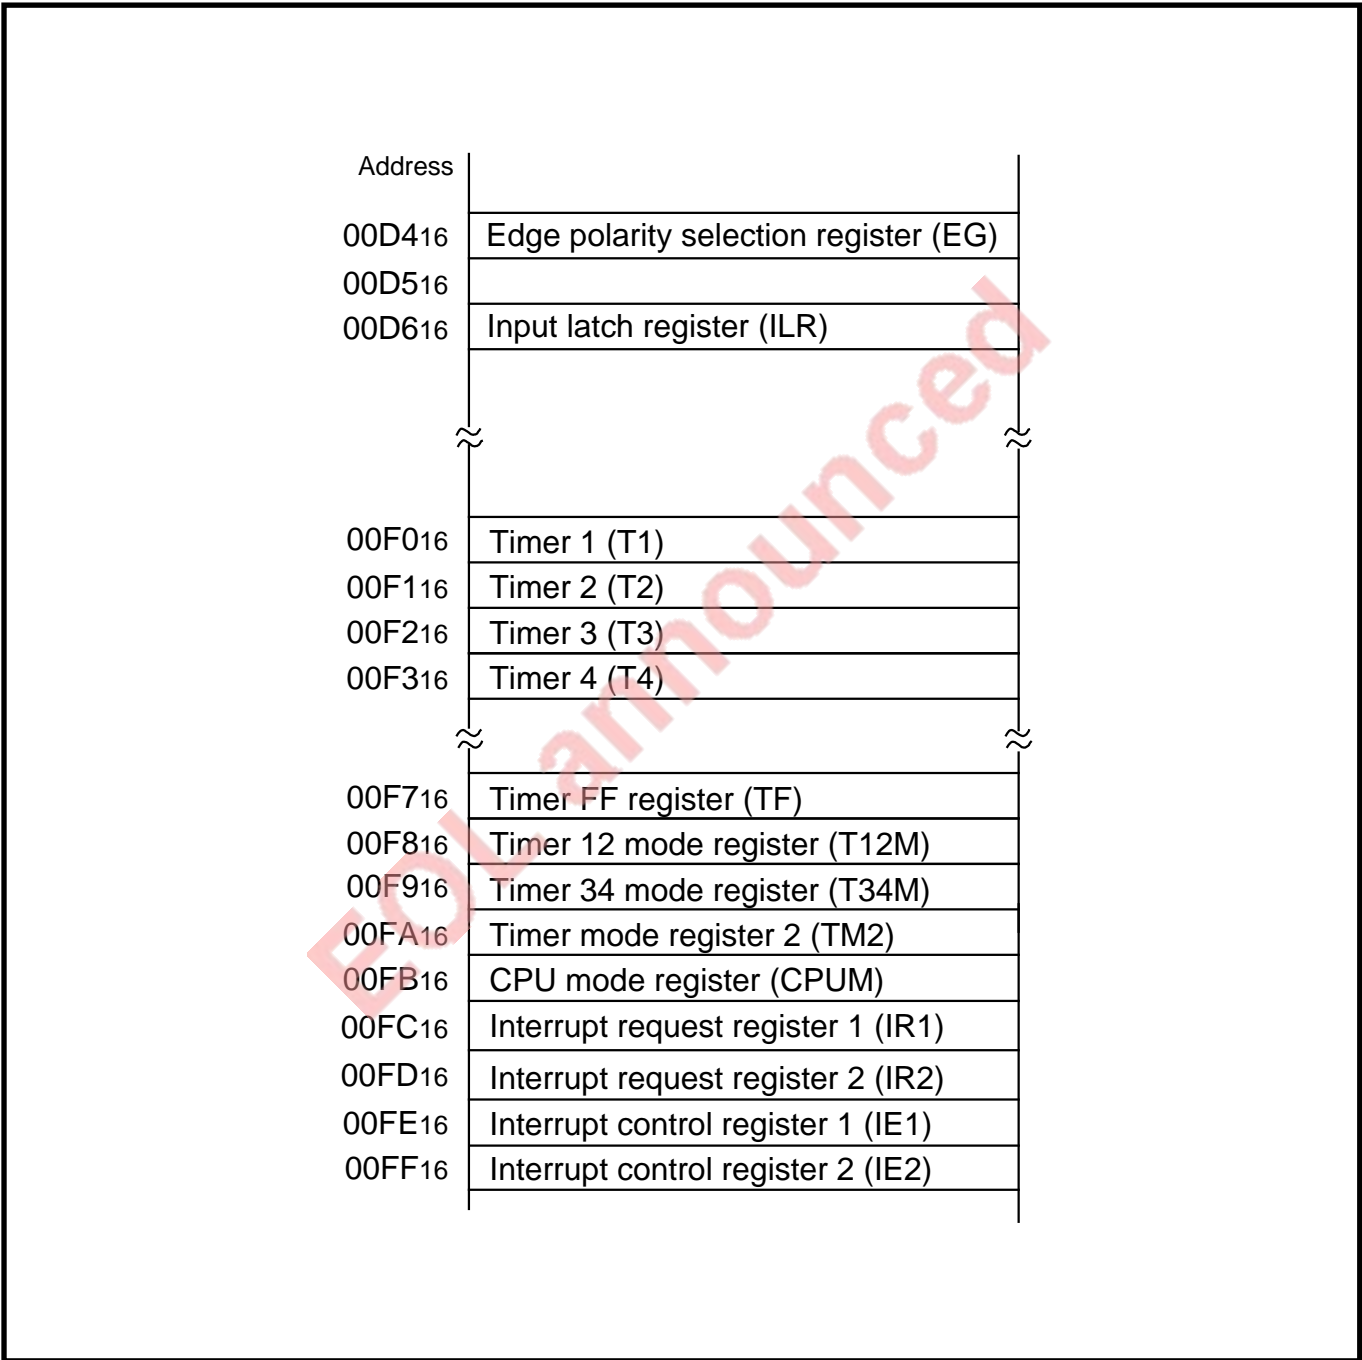 Address
00D416 Edge polarity selection register (EG)
00D516
00D616 Input latch register (ILR)
00F016 Timer 1 (T1)
00F116 Timer 2 (T2)
00F216 Timer 3 (T3)
00F316 Timer 4 (T4)
00F716 Timer FF register (TF)
00F816 Timer 12 mode register (T12M)
00F916 Timer 34 mode register (T34M)
00FA16 Timer mode register 2 (TM2)
00FB16 CPU mode register (CPUM)
00FC16 Interrupt request register 1 (IR1)
00FD16 Interrupt request register 2 (IR2)
00FE16 Interrupt control register 1 (IE1)
00FF16 Interrupt control register 2 (IE2)
EOL announced